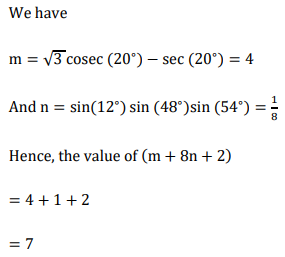 We have
m = √3 cosec (20°) − sec (20°) = 4
And n = sin(12°) sin (48°)sin (54°) = 1/8
Hence, the value of (m + 8n + 2)
= 4 + 1 + 2
= 7